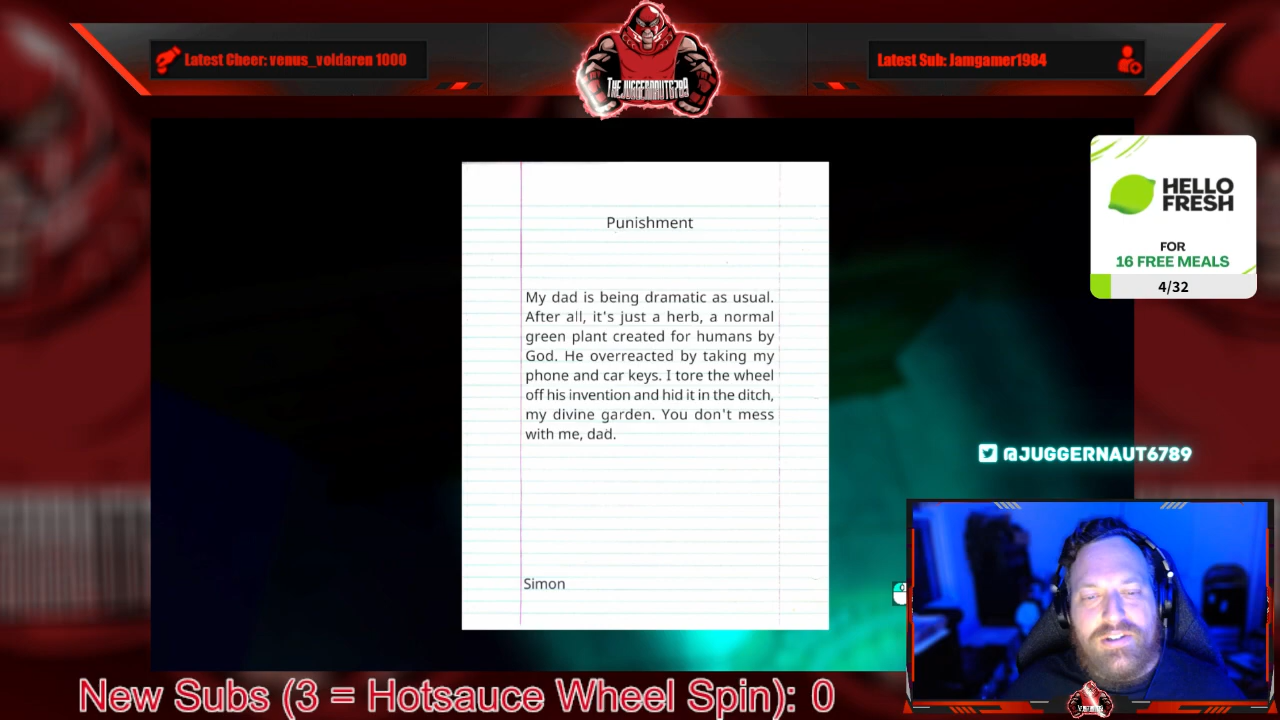 Latest Cheer: venus_voldaren 1000
THEJUGGERNAUT6789
Latest Sub: Jamgamer1984
HELLO
FRESH
FOR
16 FREE MEALS
4/32
Punishment
My dad is being dramatic as usual.
After all, it's just a herb, a normal
green plant created for humans by
God. He overreacted by taking my
phone and car keys. I tore the wheel
off his invention and hid it in the ditch,
my divine garden. You don't mess
with me, dad.
Simon
@JUGGERNAUT6789
New Subs (3 = Hotsauce Wheel Spin): 0